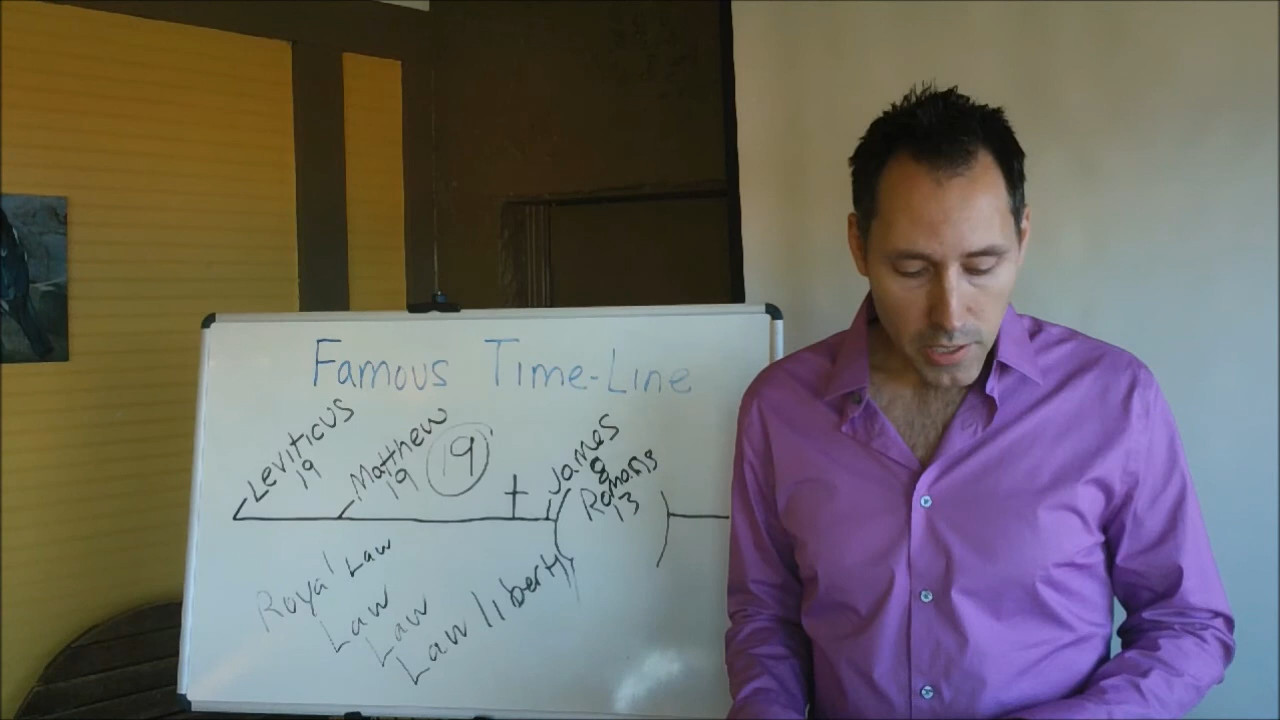 Famous Time-Line
Leviticus
19
Matthew
19
19
James
&
Romans
13
Royal Law
Law
Law
Law liberty